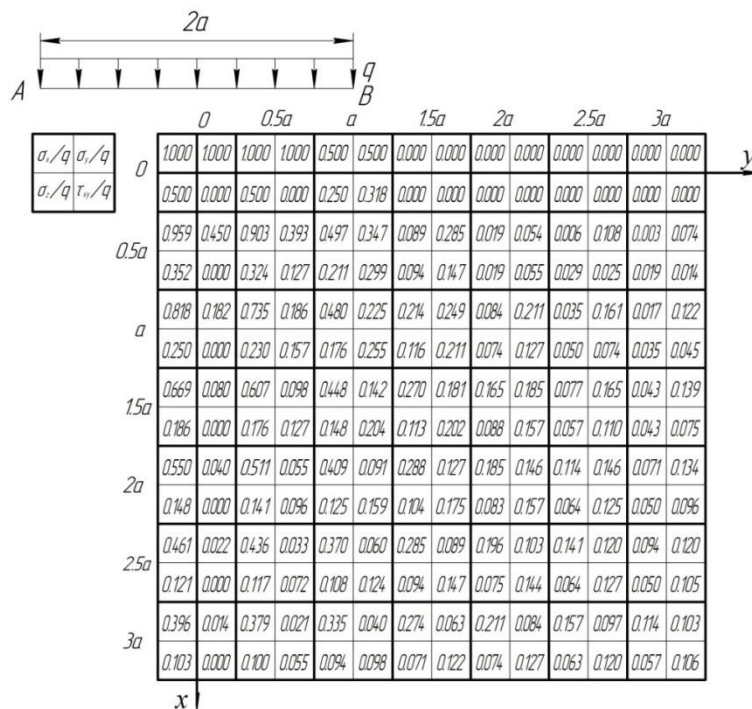 2a
A B q
0 0.5a a 1.5a 2a 2.5a 3a
σₓ/q σᵧ/q 0 1.000 1.000 1.000 1.000 0.500 0.500 0.000 0.000 0.000 0.000 0.000 0.000 0.000 0.000 y
σ_z/q τₓᵧ/q 0.500 0.000 0.500 0.000 0.250 0.318 0.000 0.000 0.000 0.000 0.000 0.000 0.000 0.000
0.5a 0.959 0.450 0.903 0.393 0.497 0.347 0.089 0.285 0.019 0.054 0.006 0.108 0.003 0.074
0.352 0.000 0.324 0.127 0.211 0.299 0.094 0.147 0.019 0.055 0.029 0.025 0.019 0.014
a 0.818 0.182 0.735 0.186 0.480 0.225 0.214 0.249 0.084 0.211 0.035 0.161 0.017 0.122
0.250 0.000 0.230 0.157 0.176 0.255 0.116 0.211 0.074 0.127 0.050 0.074 0.035 0.045
1.5a 0.669 0.080 0.607 0.098 0.448 0.142 0.270 0.181 0.165 0.185 0.077 0.165 0.043 0.139
0.186 0.000 0.176 0.127 0.148 0.204 0.113 0.202 0.088 0.157 0.057 0.110 0.043 0.075
2a 0.550 0.040 0.511 0.055 0.409 0.091 0.288 0.127 0.185 0.146 0.114 0.146 0.071 0.134
0.148 0.000 0.141 0.096 0.125 0.159 0.104 0.175 0.083 0.157 0.064 0.125 0.050 0.096
2.5a 0.461 0.022 0.436 0.033 0.370 0.060 0.285 0.089 0.196 0.103 0.141 0.120 0.094 0.120
0.121 0.000 0.117 0.072 0.108 0.124 0.094 0.147 0.075 0.144 0.064 0.127 0.050 0.105
3a 0.396 0.014 0.379 0.021 0.335 0.040 0.274 0.063 0.211 0.084 0.157 0.097 0.114 0.103
0.103 0.000 0.100 0.055 0.094 0.098 0.071 0.122 0.074 0.127 0.063 0.120 0.057 0.106
x